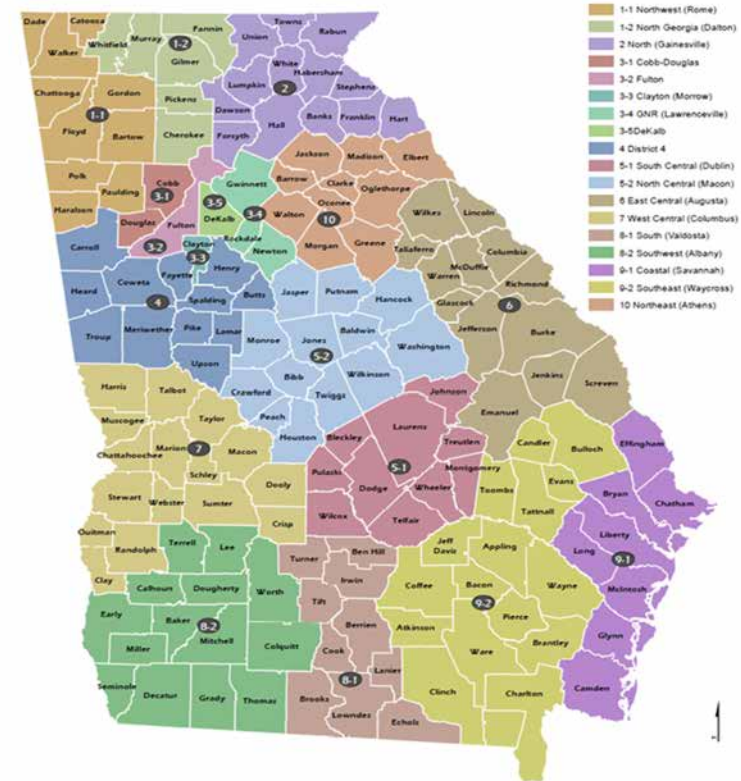 Dade
Catoosa
Fannin
Towns
Rabun
Whitfield
Murray
1-2
Union
Walker
Gilmer
White
Habersham
Lumpkin
Stephens
Chattooga
Gordon
Pickens
2
Dawson
1-1
Banks
Franklin
Hart
Floyd
Bartow
Cherokee
Forsyth
Hall
Jackson
Madison
Elbert
Polk
Cobb
Gwinnett
Barrow
Clarke
Paulding
3-1
3-5
Oconee
Oglethorpe
Haralson
DeKalb
3-4
Walton
Wilkes
Lincoln
Douglas
Fulton
10
Carroll
3-2
Clayton
Rockdale
Morgan
Greene
Taliaferro
Columbia
3-3
Newton
McDuffie
Fayette
Henry
Warren
Richmond
Heard
Coweta
Spalding
Butts
Jasper
Putnam
Hancock
Glascock
6
4
Troup
Meriwether
Pike
Lamar
Monroe
Jones
Baldwin
Jefferson
Burke
5-2
Washington
Upson
Bibb
Wilkinson
Jenkins
Harris
Talbot
Crawford
Twiggs
Johnson
Screven
Taylor
Peach
Emanuel
Muscogee
Houston
Laurens
Candler
Bulloch
Effingham
Marion
7
Macon
Bleckley
Treutlen
Chattahoochee
Schley
Pulaski
5-1
Montgomery
Evans
Stewart
Webster
Sumter
Dooly
Dodge
Wheeler
Toombs
Bryan
Chatham
Tattnall
Crisp
Wilcox
Telfair
Quitman
Terrell
Lee
Jeff
Davis
Appling
Liberty
Randolph
Turner
Ben Hill
Long
9-1
Clay
Calhoun
Dougherty
Worth
Irwin
Coffee
Bacon
Wayne
McIntosh
Early
Tift
9-2
Baker
8-2
Berrien
Atkinson
Pierce
Glynn
Miller
Mitchell
Colquitt
Cook
Ware
Brantley
Seminole
Lanier
8-1
Clinch
Charlton
Camden
Decatur
Grady
Thomas
Brooks
Lowndes
Echols
1-1 Northwest (Rome)
1-2 North Georgia (Dalton)
2 North (Gainesville)
3-1 Cobb-Douglas
3-2 Fulton
3-3 Clayton (Morrow)
3-4 GNR (Lawrenceville)
3-5DeKalb
4 District 4
5-1 South Central (Dublin)
5-2 North Central (Macon)
6 East Central (Augusta)
7 West Central (Columbus)
8-1 South (Valdosta)
8-2 Southwest (Albany)
9-1 Coastal (Savannah)
9-2 Southeast (Waycross)
10 Northeast (Athens)